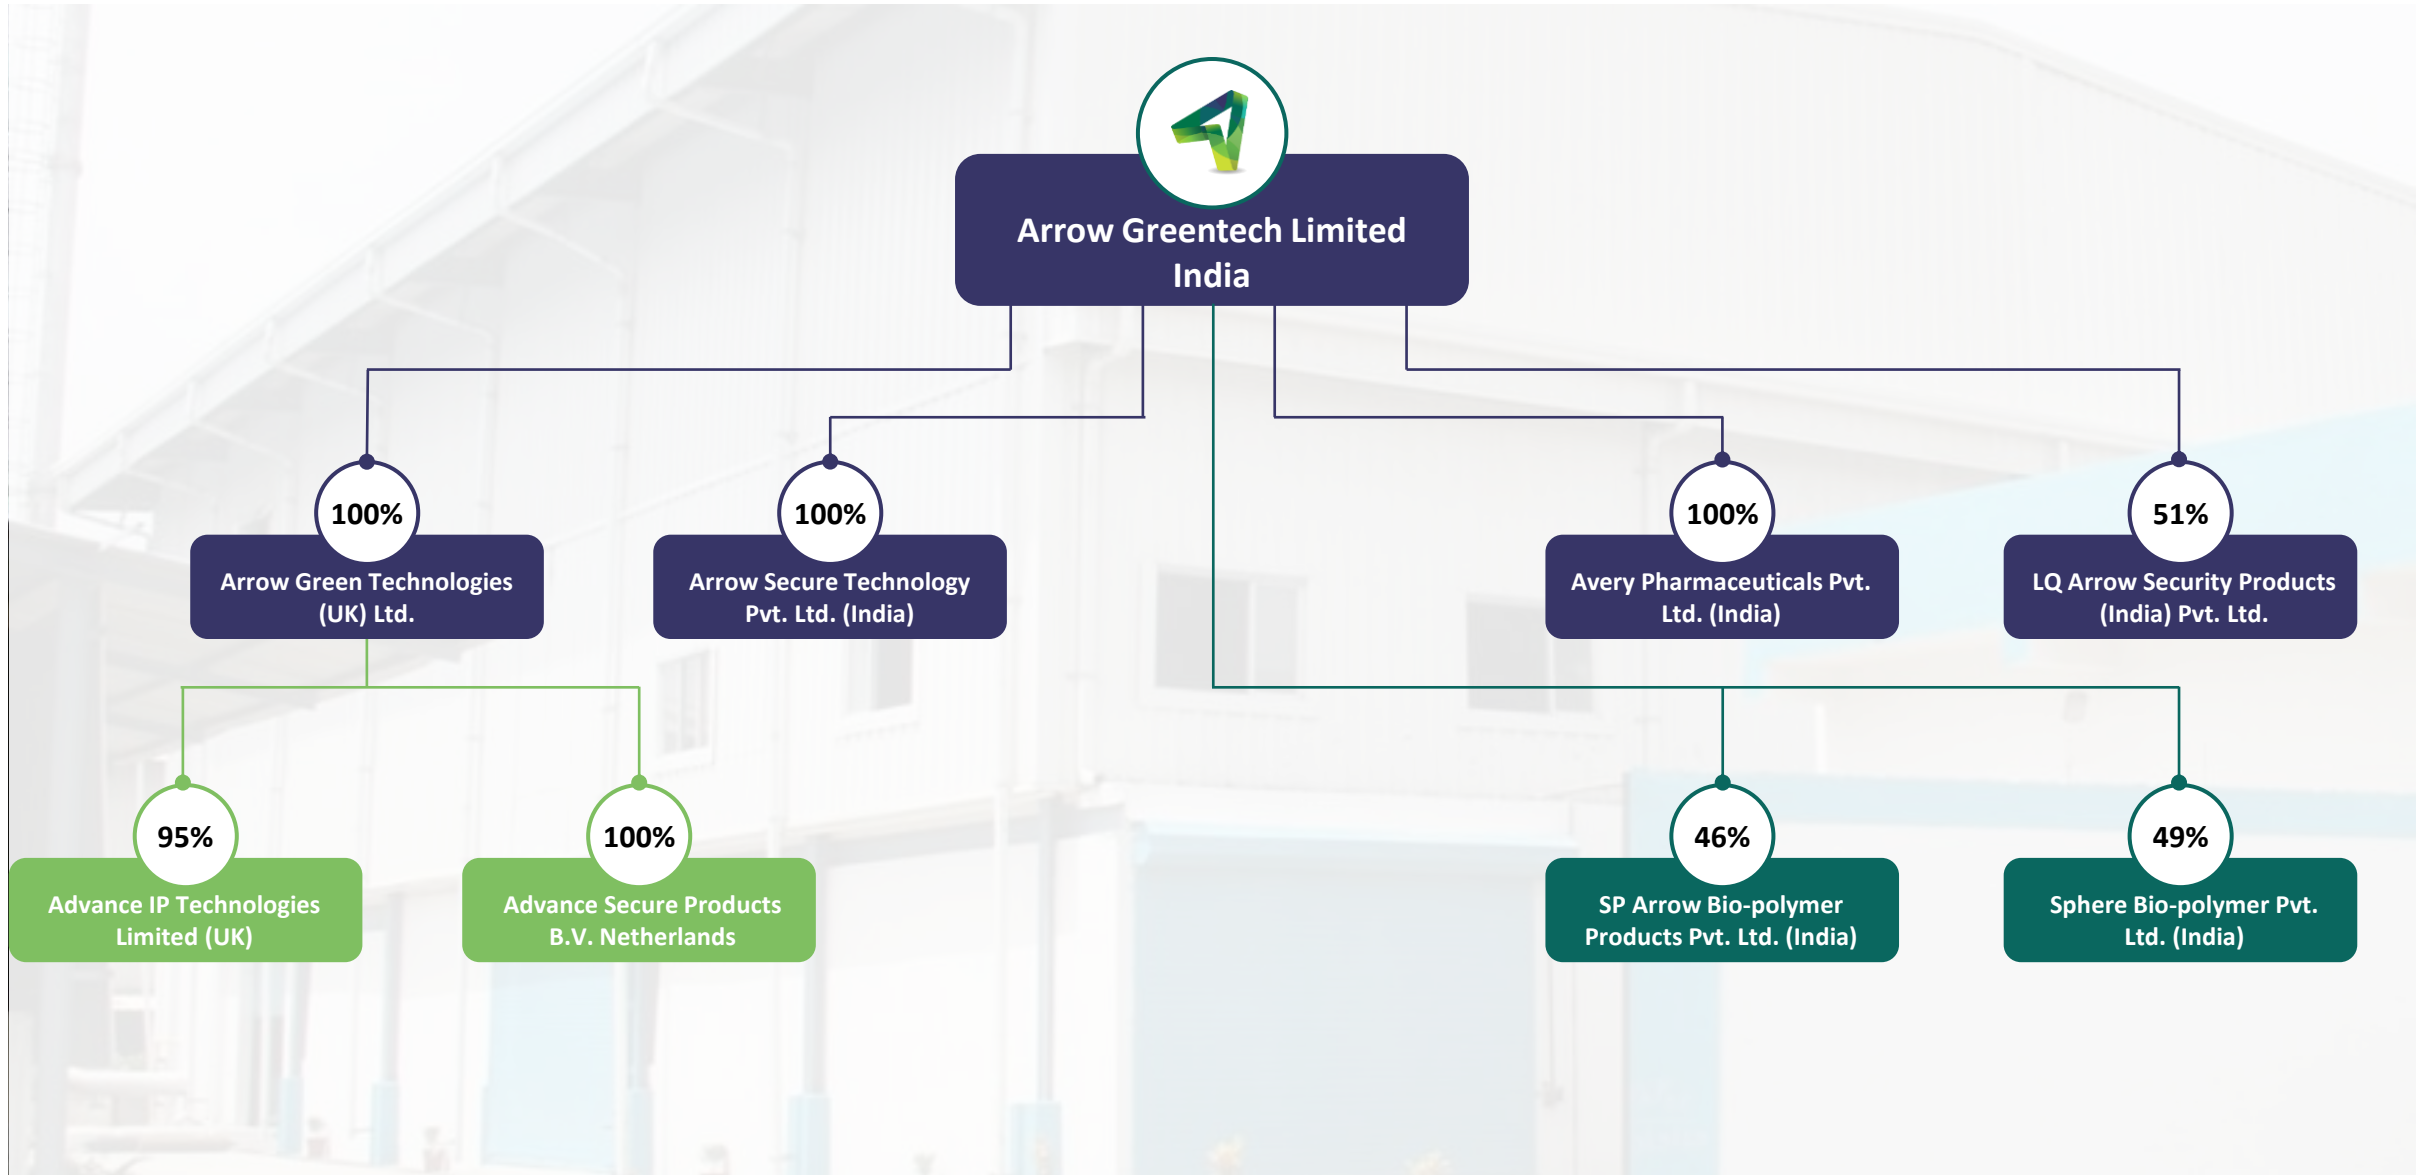 Arrow Greentech Limited
India
100%
Arrow Green Technologies
(UK) Ltd.
100%
Arrow Secure Technology
Pvt. Ltd. (India)
100%
Avery Pharmaceuticals Pvt.
Ltd. (India)
51%
LQ Arrow Security Products
(India) Pvt. Ltd.
95%
Advance IP Technologies
Limited (UK)
100%
Advance Secure Products
B.V. Netherlands
46%
SP Arrow Bio-polymer
Products Pvt. Ltd. (India)
49%
Sphere Bio-polymer Pvt.
Ltd. (India)